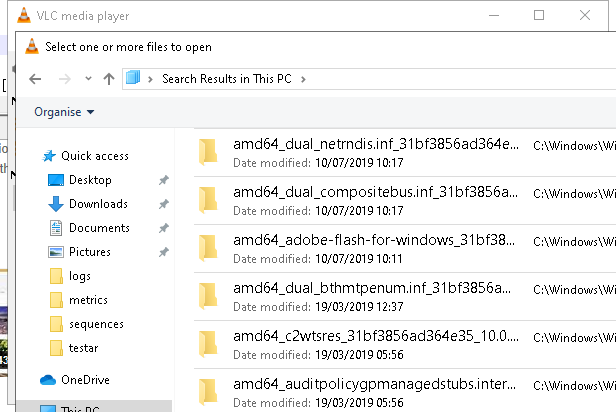 VLC media player
Select one or more files to open
Search Results in This PC
Organise
Quick access
Desktop
Downloads
Documents
Pictures
logs
metrics
sequences
testar
OneDrive
This PC
amd64_dual_netrndis.inf_31bf3856ad364e... C:\Windows\Wi
Date modified: 10/07/2019 10:17
amd64_dual_compositebus.inf_31bf3856a... C:\Windows\Wi
Date modified: 10/07/2019 10:17
amd64_adobe-flash-for-windows_31bf38... C:\Windows\Wi
Date modified: 10/07/2019 10:11
amd64_dual_bthmtpenum.inf_31bf3856a... C:\Windows\Wi
Date modified: 19/03/2019 12:37
amd64_c2wtsres_31bf3856ad364e35_10.0.... C:\Windows\Wi
Date modified: 19/03/2019 05:56
amd64_auditpolicygpmanagedstubs.inter... C:\Windows\Wi
Date modified: 19/03/2019 05:56